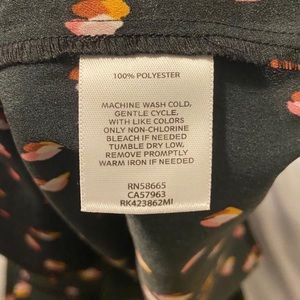 100% POLYESTER
MACHINE WASH COLD,
GENTLE CYCLE,
WITH LIKE COLORS
ONLY NON-CHLORINE
BLEACH IF NEEDED
TUMBLE DRY LOW,
REMOVE PROMPTLY
WARM IRON IF NEEDED
RN58665
CA57963
RK423862MI